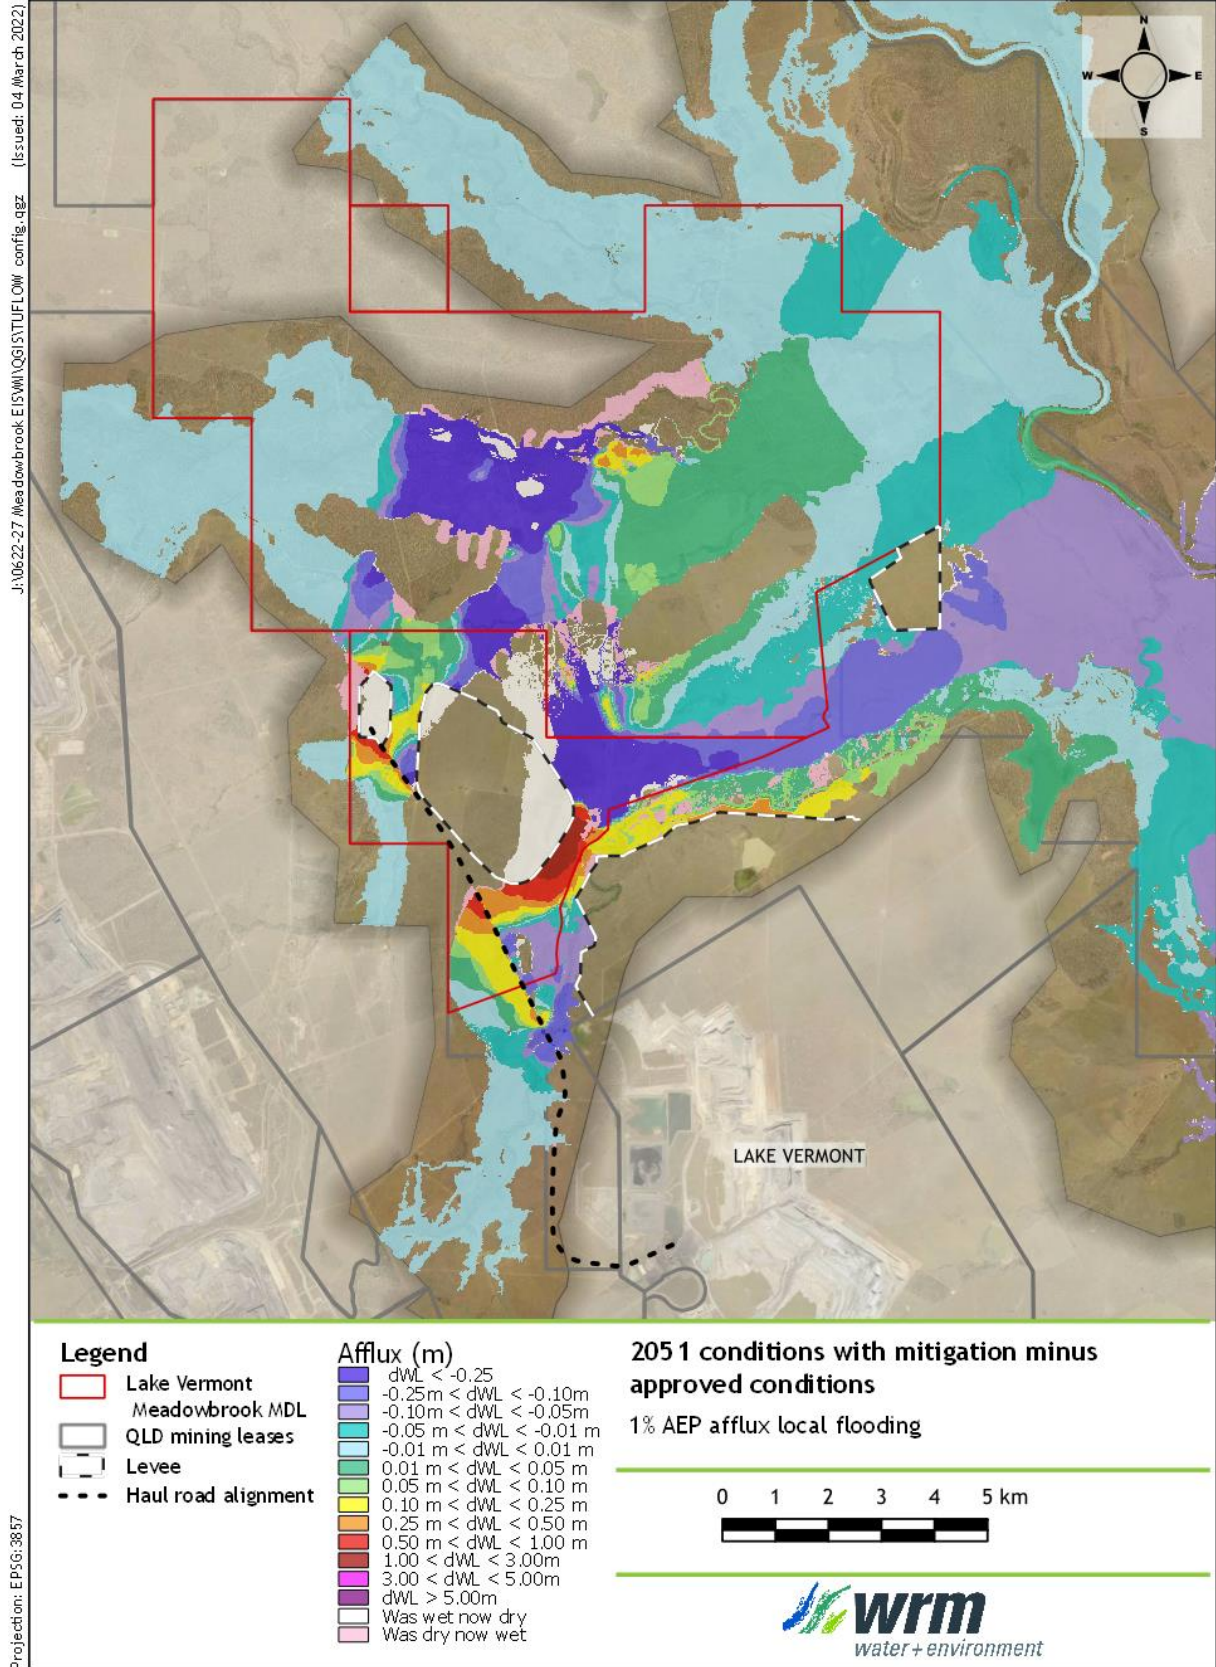 J:\0622-27 Meadowbrook EIS\WM\QGIS\TUFLOW config.qgz (Issued: 04 March 2022)
N
W E
S
LAKE VERMONT
Legend
Lake Vermont
Meadowbrook MDL
QLD mining leases
Levee
Haul road alignment
Afflux (m)
dWL < -0.25
-0.25m < dWL < -0.10m
-0.10m < dWL < -0.05m
-0.05 m < dWL < -0.01 m
-0.01 m < dWL < 0.01 m
0.01 m < dWL < 0.05 m
0.05 m < dWL < 0.10 m
0.10 m < dWL < 0.25 m
0.25 m < dWL < 0.50 m
0.50 m < dWL < 1.00 m
1.00 < dWL < 3.00m
3.00 < dWL < 5.00m
dWL > 5.00m
Was wet now dry
Was dry now wet
2051 conditions with mitigation minus
approved conditions
1% AEP afflux local flooding
0 1 2 3 4 5 km
wrm
water + environment
Projection: EPSG:3857